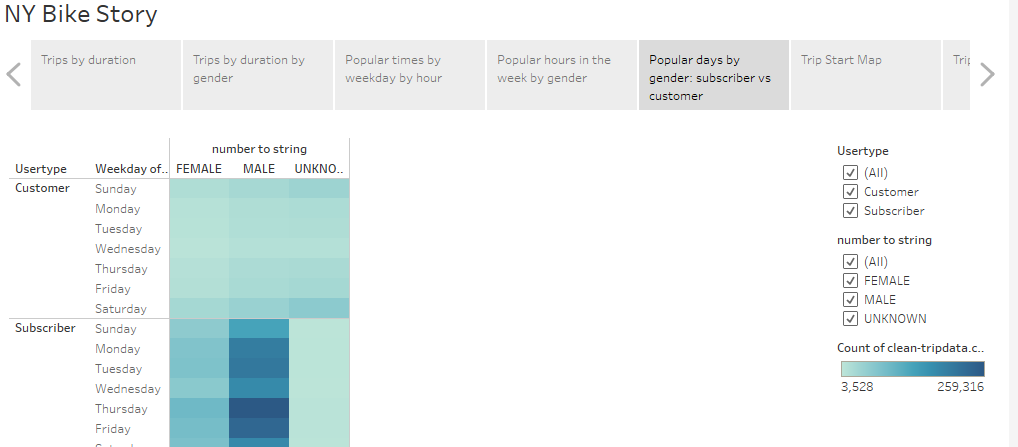 NY Bike Story
Trips by duration
Trips by duration by
gender
Popular times by
weekday by hour
Popular hours in the
week by gender
Popular days by
gender: subscriber vs
customer
Trip Start Map
number to string
Usertype Weekday of.. FEMALE MALE UNKNO..
Customer Sunday
Monday
Tuesday
Wednesday
Thursday
Friday
Saturday
Subscriber Sunday
Monday
Tuesday
Wednesday
Thursday
Friday
Usertype
(All)
Customer
Subscriber
number to string
(All)
FEMALE
MALE
UNKNOWN
Count of clean-tripdata.c..
3,528 259,316